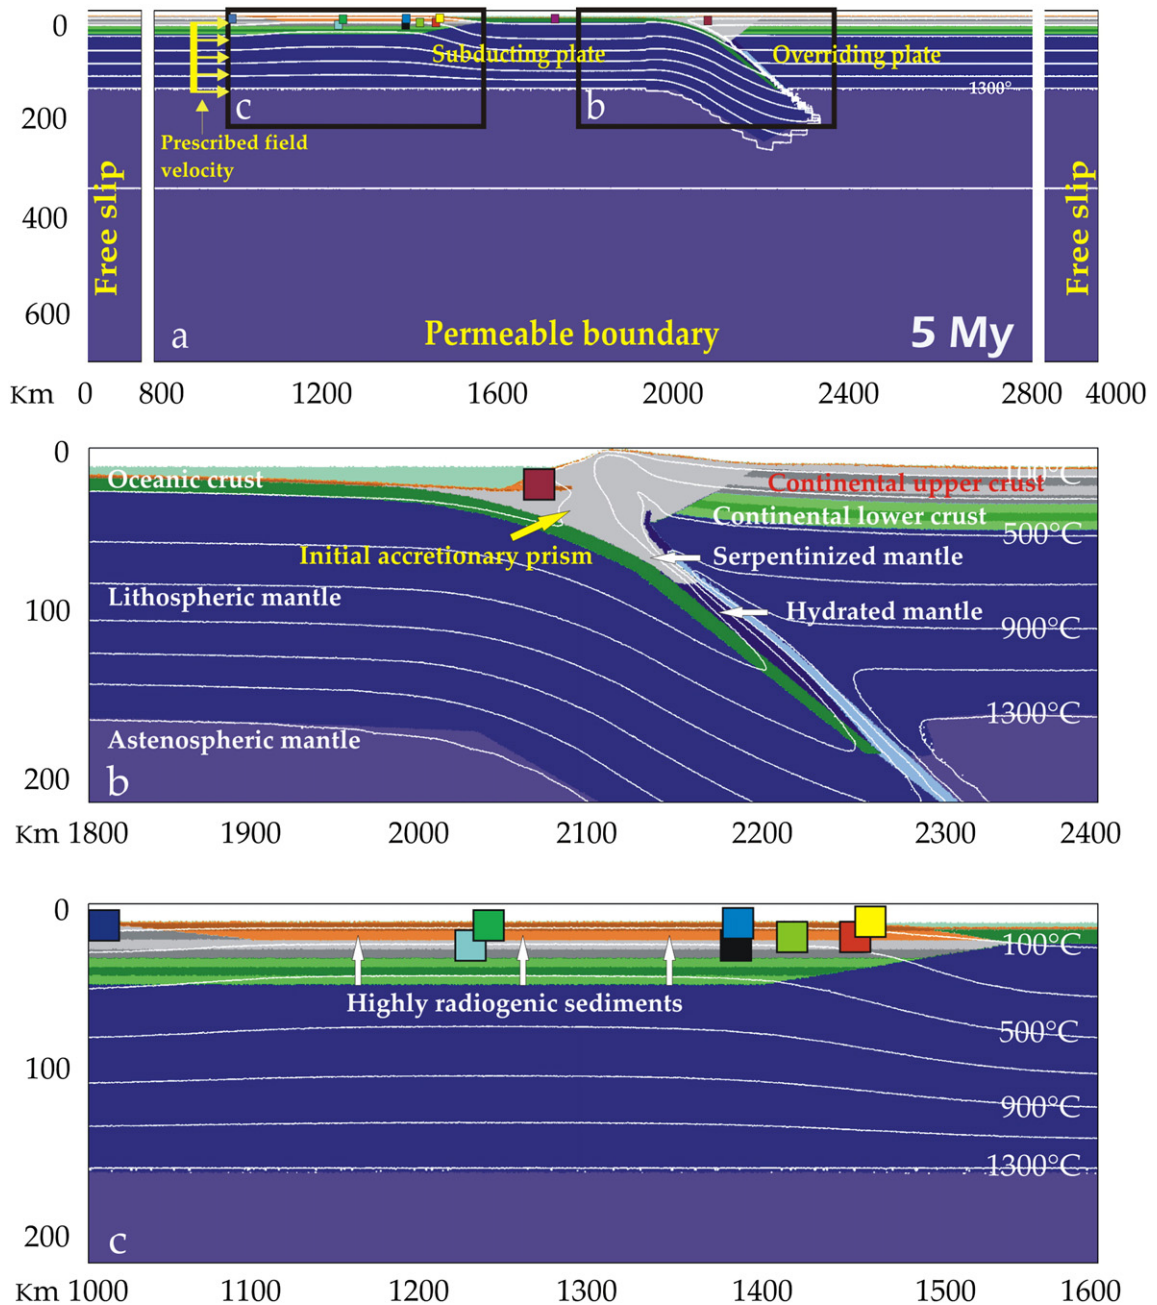 0
200
400
600
Subducting plate
Overriding plate
1300°
c
b
Prescribed field
velocity
Free slip
Free slip
a
Permeable boundary
5 My
Km 0 800 1200 1600 2000 2400 2800 4000
0
100
200
Oceanic crust
100°C
Continental upper crust
Continental lower crust
500°C
Initial accretionary prism
Serpentinized mantle
Lithospheric mantle
Hydrated mantle
900°C
1300°C
Astenospheric mantle
b
Km 1800 1900 2000 2100 2200 2300 2400
0
100
200
100°C
Highly radiogenic sediments
500°C
900°C
1300°C
c
Km 1000 1100 1200 1300 1400 1500 1600